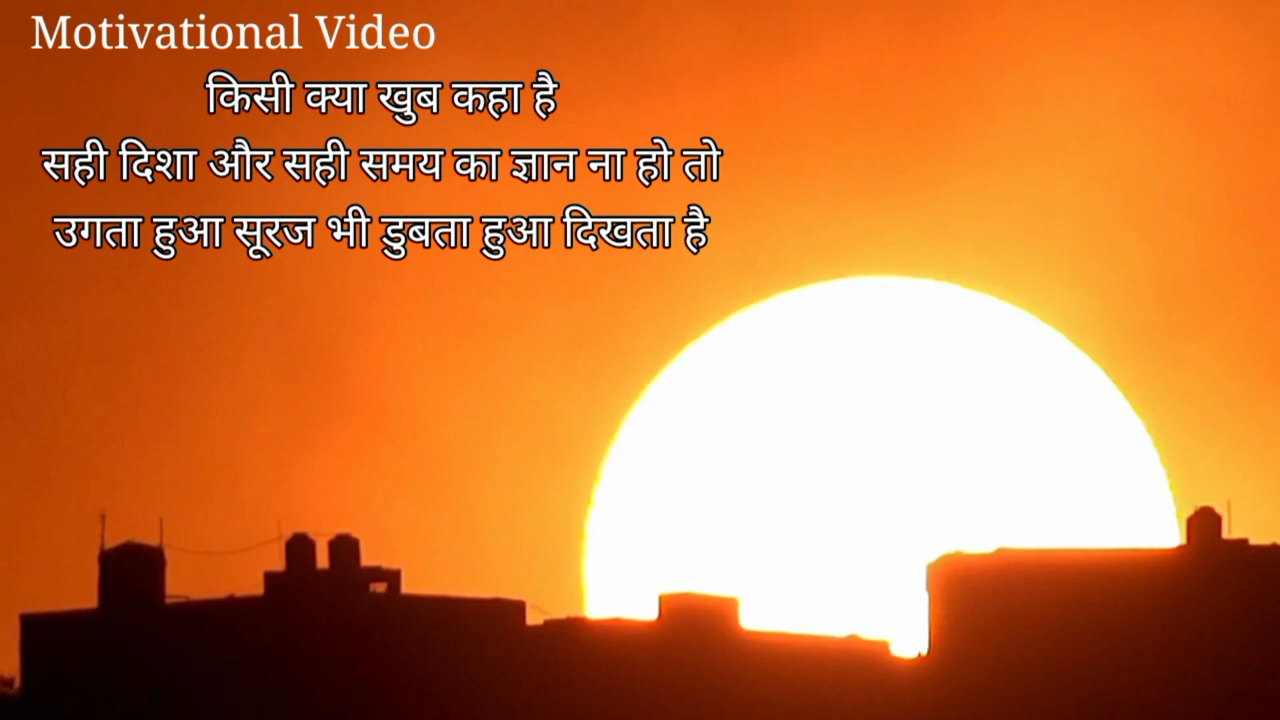 Motivational Video
किसी क्या खुब कहा है
सही दिशा और सही समय का ज्ञान ना हो तो
उगता हुआ सूरज भी डुबता हुआ दिखता है